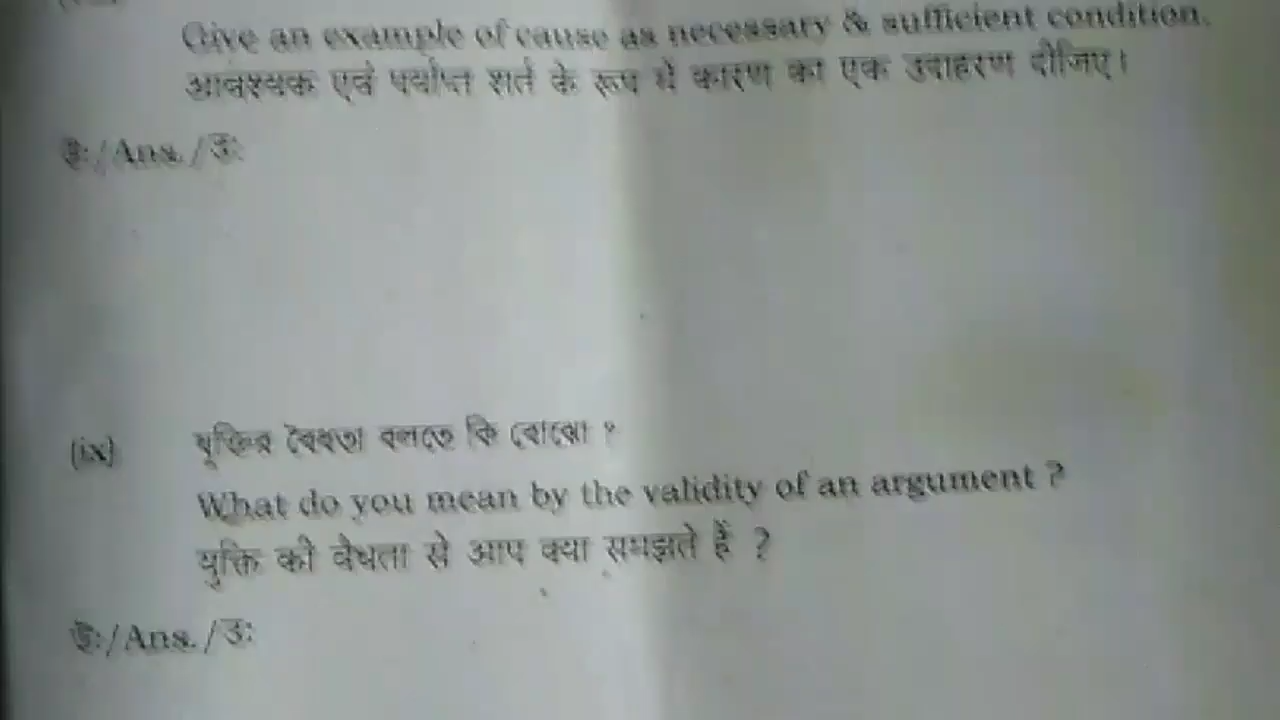 Give an example of cause as necessary & sufficient condition.
आवश्यक एवं पर्याप्त शर्त के रूप में कारण का एक उदाहरण दीजिए।
उः/Ans./उ:
(ix) যুক্তির বৈধতা বলতে কি বোঝো ?
What do you mean by the validity of an argument ?
युक्ति की वैधता से आप क्या समझते हैं ?
উঃ/Ans./उ: